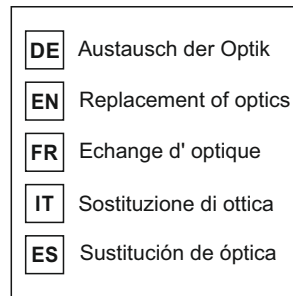 DE Austausch der Optik
EN Replacement of optics
FR Echange d' optique
IT Sostituzione di ottica
ES Sustitución de óptica